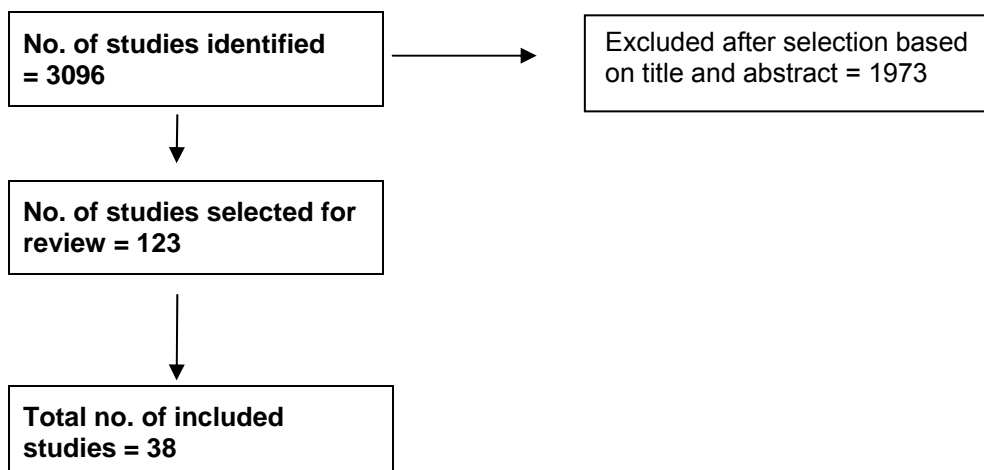 No. of studies identified
= 3096
Excluded after selection based
on title and abstract = 1973
No. of studies selected for
review = 123
Total no. of included
studies = 38